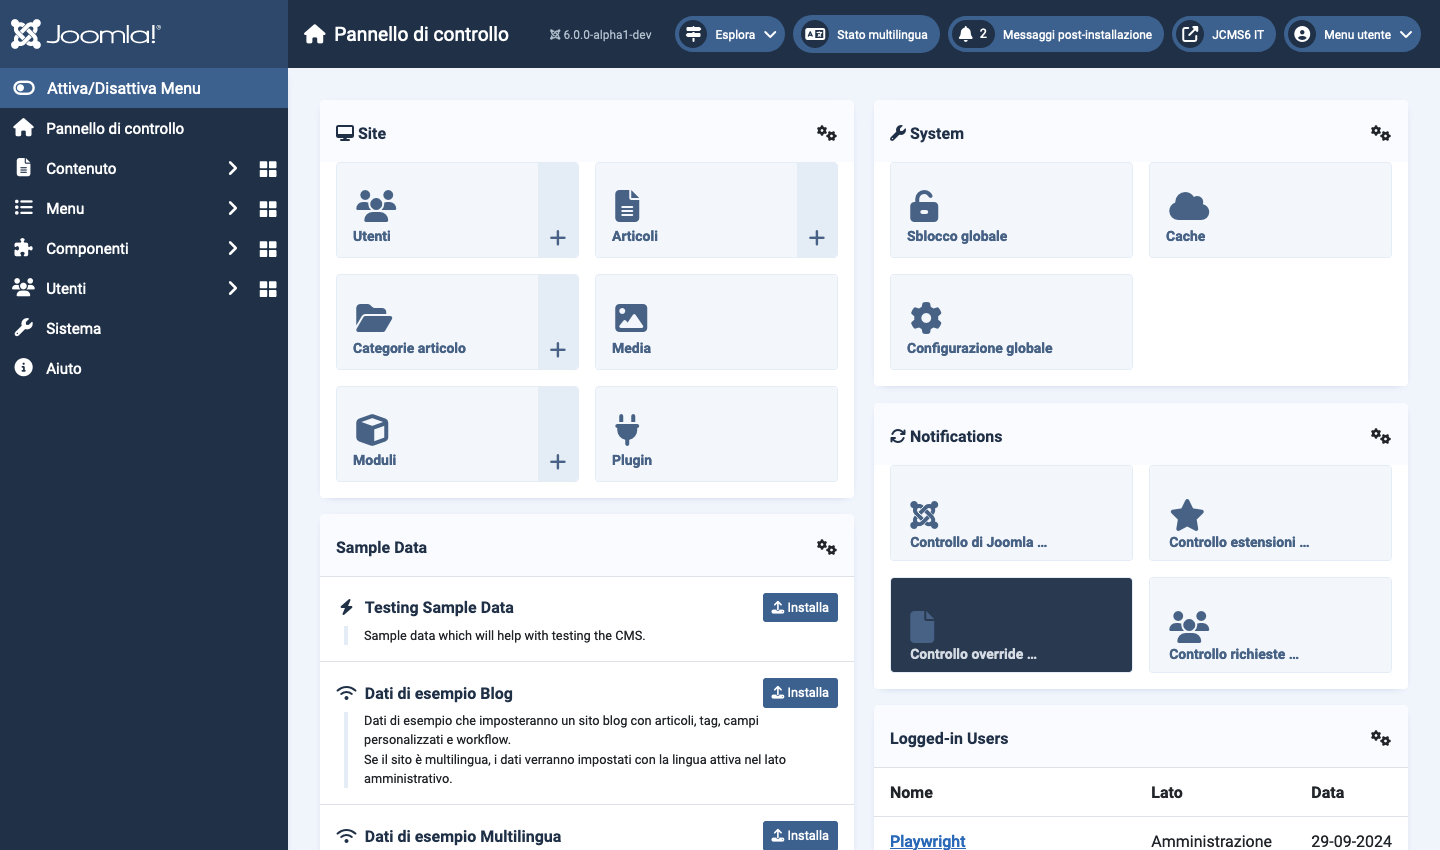 Joomla!®
Pannello di controllo
6.0.0-alpha1-dev
Esplora
Stato multilingua
2
Messaggi post-installazione
JCMS6 IT
Menu utente
Attiva/Disattiva Menu
Pannello di controllo
Contenuto
Menu
Componenti
Utenti
Sistema
Aiuto
Site
Utenti
Articoli
Categorie articolo
Media
Moduli
Plugin
Sample Data
Testing Sample Data
Installa
Sample data which will help with testing the CMS.
Dati di esempio Blog
Installa
Dati di esempio che imposteranno un sito blog con articoli, tag, campi
personalizzati e workflow.
Se il sito è multilingua, i dati verranno impostati con la lingua attiva nel lato
amministrativo.
Dati di esempio Multilingua
Installa
System
Sblocco globale
Cache
Configurazione globale
Notifications
Controllo di Joomla ...
Controllo estensioni ...
Controllo override ...
Controllo richieste ...
Logged-in Users
Nome Lato Data
Playwright Amministrazione 29-09-2024